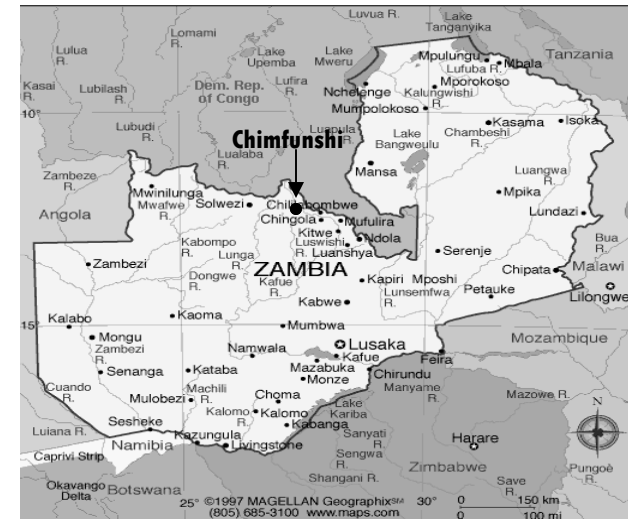 Luvua R.
Lake
Tanganyika
Lomami
R.
Lulua
R.
Lake
Upemba
Lake
Mweru
Mpulungu
Mbala
Tanzania
Lufuba R.
Kasai
R.
Lubilash
R.
Dem. Rep.
of Congo
Lufira
R.
Nchelenge
Mporokoso
Kalungwishi
R.
Mumpolokoso
10°
Lubudi
R.
Luapula
R.
Kasama
Isoka
Chimfunshi
Lake
Bangweulu
Chambeshi
R.
Lualaba
R.
Mansa
Luangwa
R.
Zambeze
R.
Mwinilunga
Mwafwe
R.
Solwezi
Chililabombwe
Mpika
Lundazi
Angola
Chingola
Mufulira
Kitwe
Ndola
Luswishi
R.
Luanshya
Kabompo
R.
Lunga
R.
Serenje
Bua
R.
Malawi
Zambezi
Dongwe
R.
ZAMBIA
Kafue
R.
Kapiri Mposhi
Chipata
Lunsemfwa
R.
Petauke
Lilongwe
Kabwe
Kalabo
Kaoma
15°
Mumbwa
Mongu
Zambezi
R.
Namwala
Lusaka
Kafue
Feira
Mozambique
Senanga
Kataba
Mazabuka
Monze
Chirundu
Cuando
R.
Machili
R.
Manyame
R.
Mulobezi
Choma
Mazowe R.
Kalomo
R.
Kalomo
Lake
Kariba
N
Sesheke
Kabanga
Luiana R.
Kazungula
Livingstone
Sanyati
R.
Harare
Namibia
Caprivi Strip
Sengwa
R.
Zimbabwe
Pungoè
R.
Shangani R.
Save
R.
Okavango
Delta
Botswana
25°
©1997 MAGELLAN Geographix℠
(805) 685-3100 www.maps.com
30°
0 150 km
0 100 mi